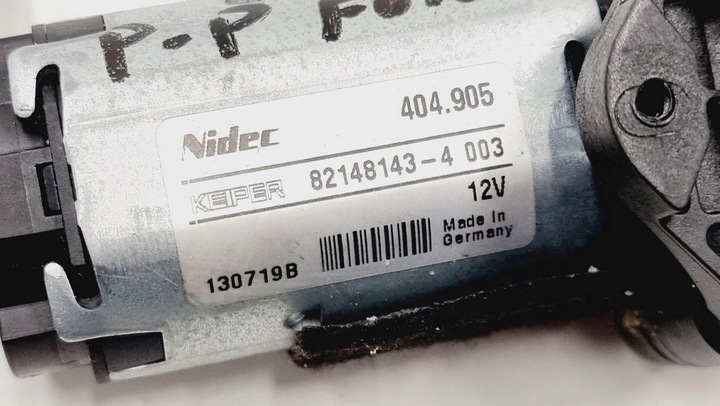 P-P
Nidec
404.905
KEIPER
82148143-4 003
12V
130719B
Made In
Germany